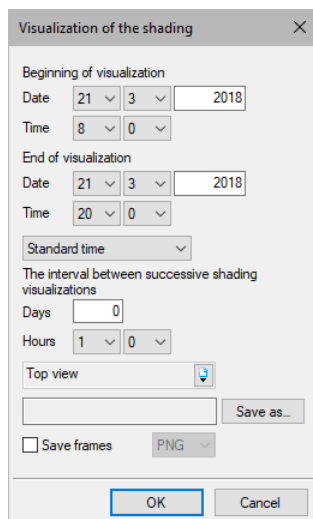 Visualization of the shading
Beginning of visualization
Date 21 3 2018
Time 8 0
End of visualization
Date 21 3 2018
Time 20 0
Standard time
The interval between successive shading
visualizations
Days 0
Hours 1 0
Top view
Save as...
Save frames PNG
OK Cancel